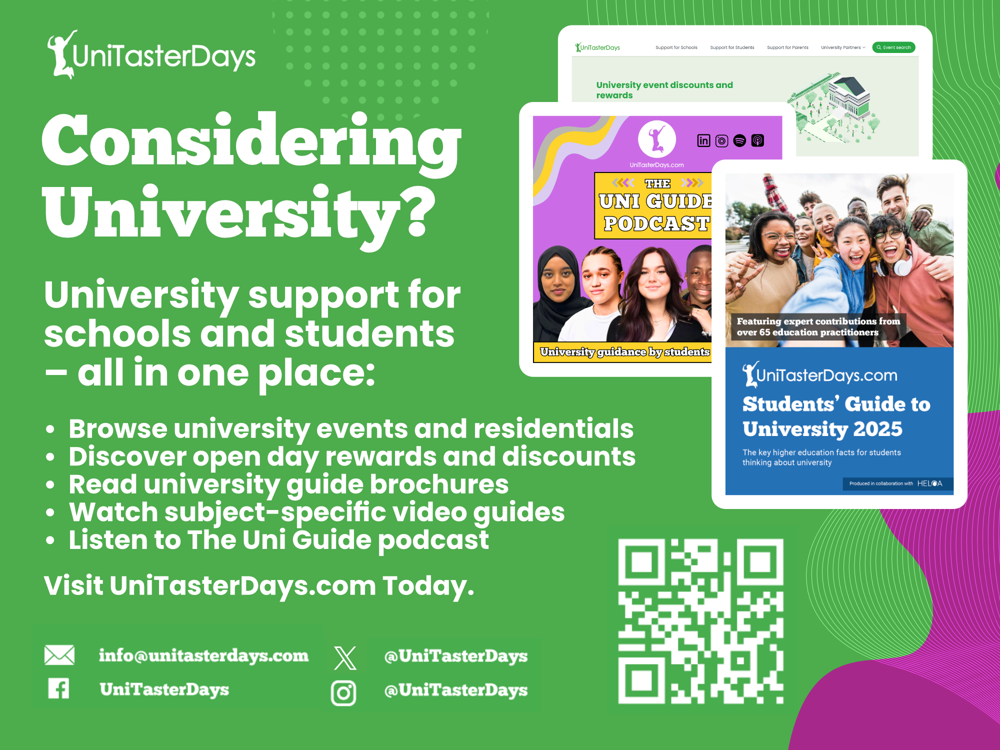 UniTasterDays
Considering
University?
University support for
schools and students
– all in one place:
• Browse university events and residentials
• Discover open day rewards and discounts
• Read university guide brochures
• Watch subject-specific video guides
• Listen to The Uni Guide podcast
Visit UniTasterDays.com Today.
info@unitasterdays.com
@UniTasterDays
UniTasterDays
@UniTasterDays
UniTasterDays
Support for Schools
Support for Students
Support for Parents
University Partners
Event search
University event discounts and
rewards
UniTasterDays.com
THE
UNI GUIDE
PODCAST
University guidance by students
Featuring expert contributions from
over 65 education practitioners
UniTasterDays.com
Students’ Guide to
University 2025
The key higher education facts for students
thinking about university
Produced in collaboration with HELOA